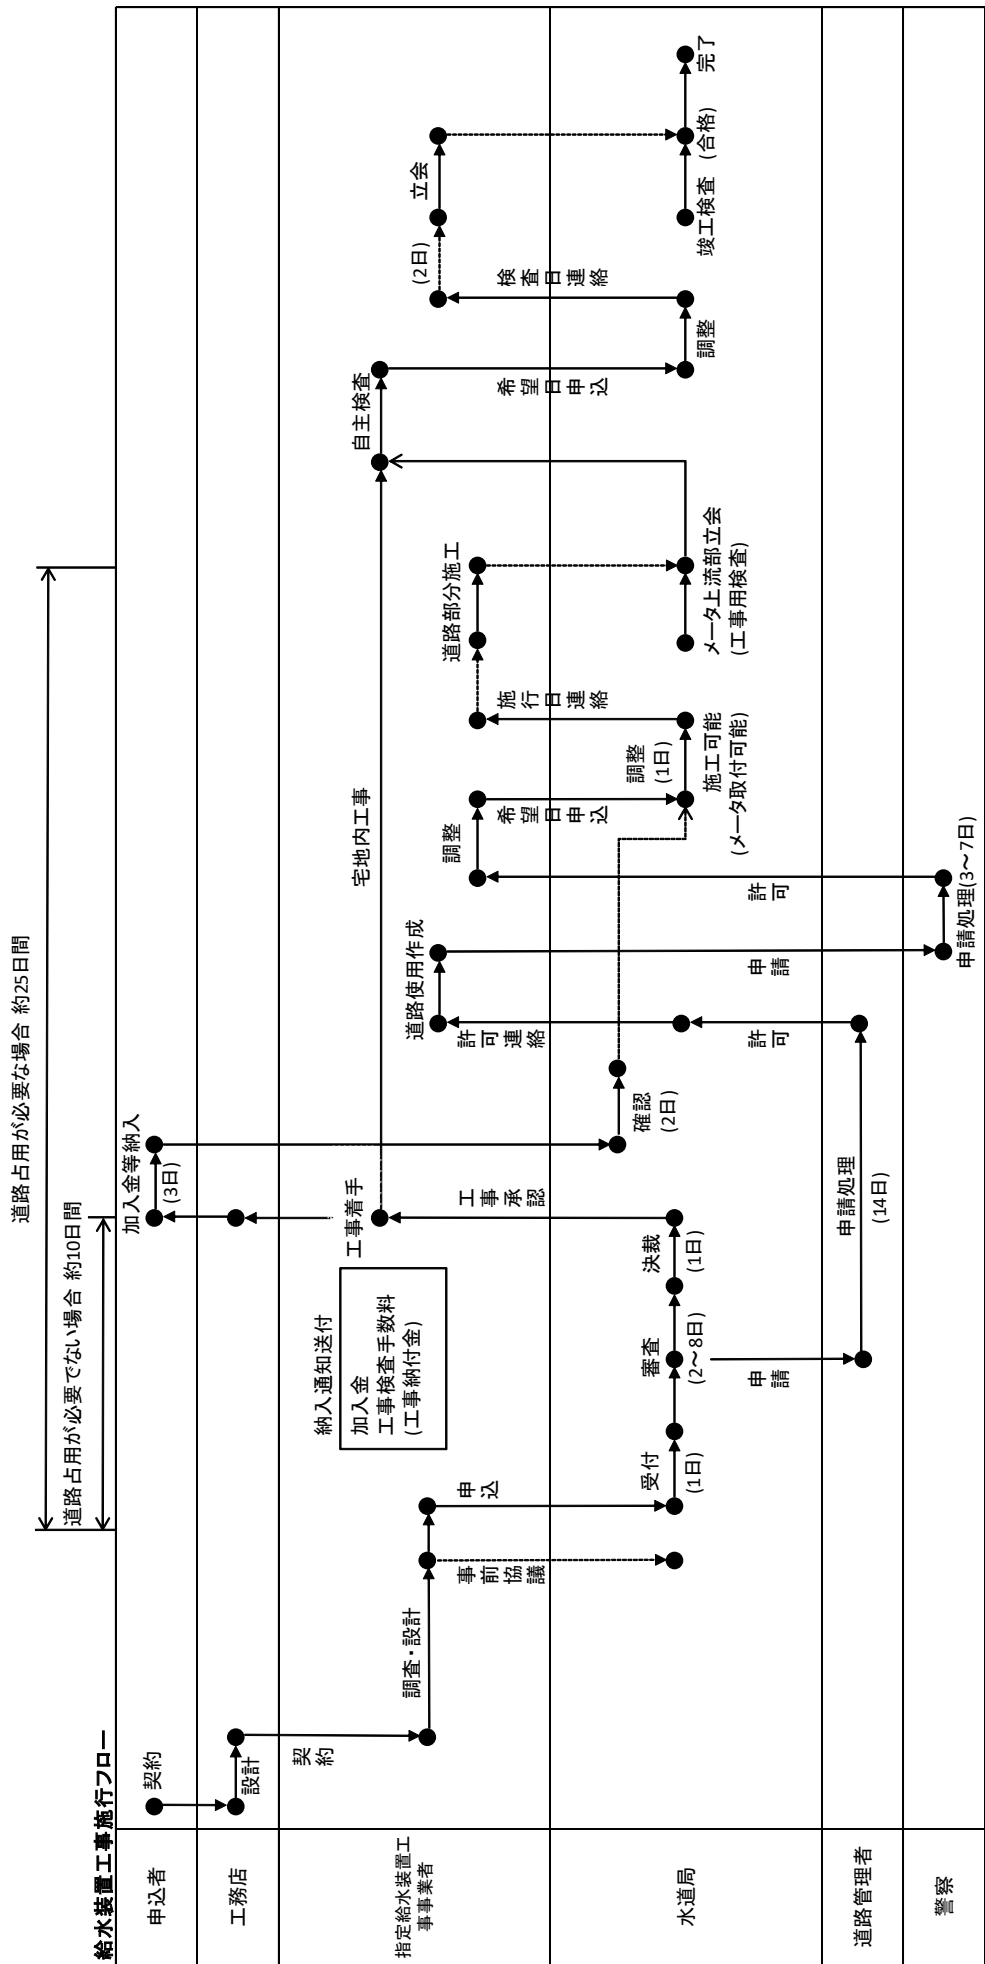 給水装置工事施行フロー
道路占用が必要な場合 約25日間
道路占用が必要でない場合 約10日間
申込者
工務店
指定給水装置工
事事業者
水道局
道路管理者
警察
契約
設計
契約
調査・設計
事前協議
申込
受付
(1日)
審査
(2～8日)
申請
決裁
(1日)
工事承認
納入通知送付
加入金
工事検査手数料
(工事納付金)
工事着手
加入金等納入
(3日)
確認
(2日)
申請処理
(14日)
許可
許可連絡
道路使用作成
申請
申請処理(3～7日)
許可
調整
希望日申込
宅地内工事
調整
(1日)
施工可能
(メータ取付可能)
施行日連絡
道路部分施工
メータ上流部立会
(工事用検査)
自主検査
希望日申込
調整
検査日連絡
(2日)
立会
竣工検査
(合格)
完了